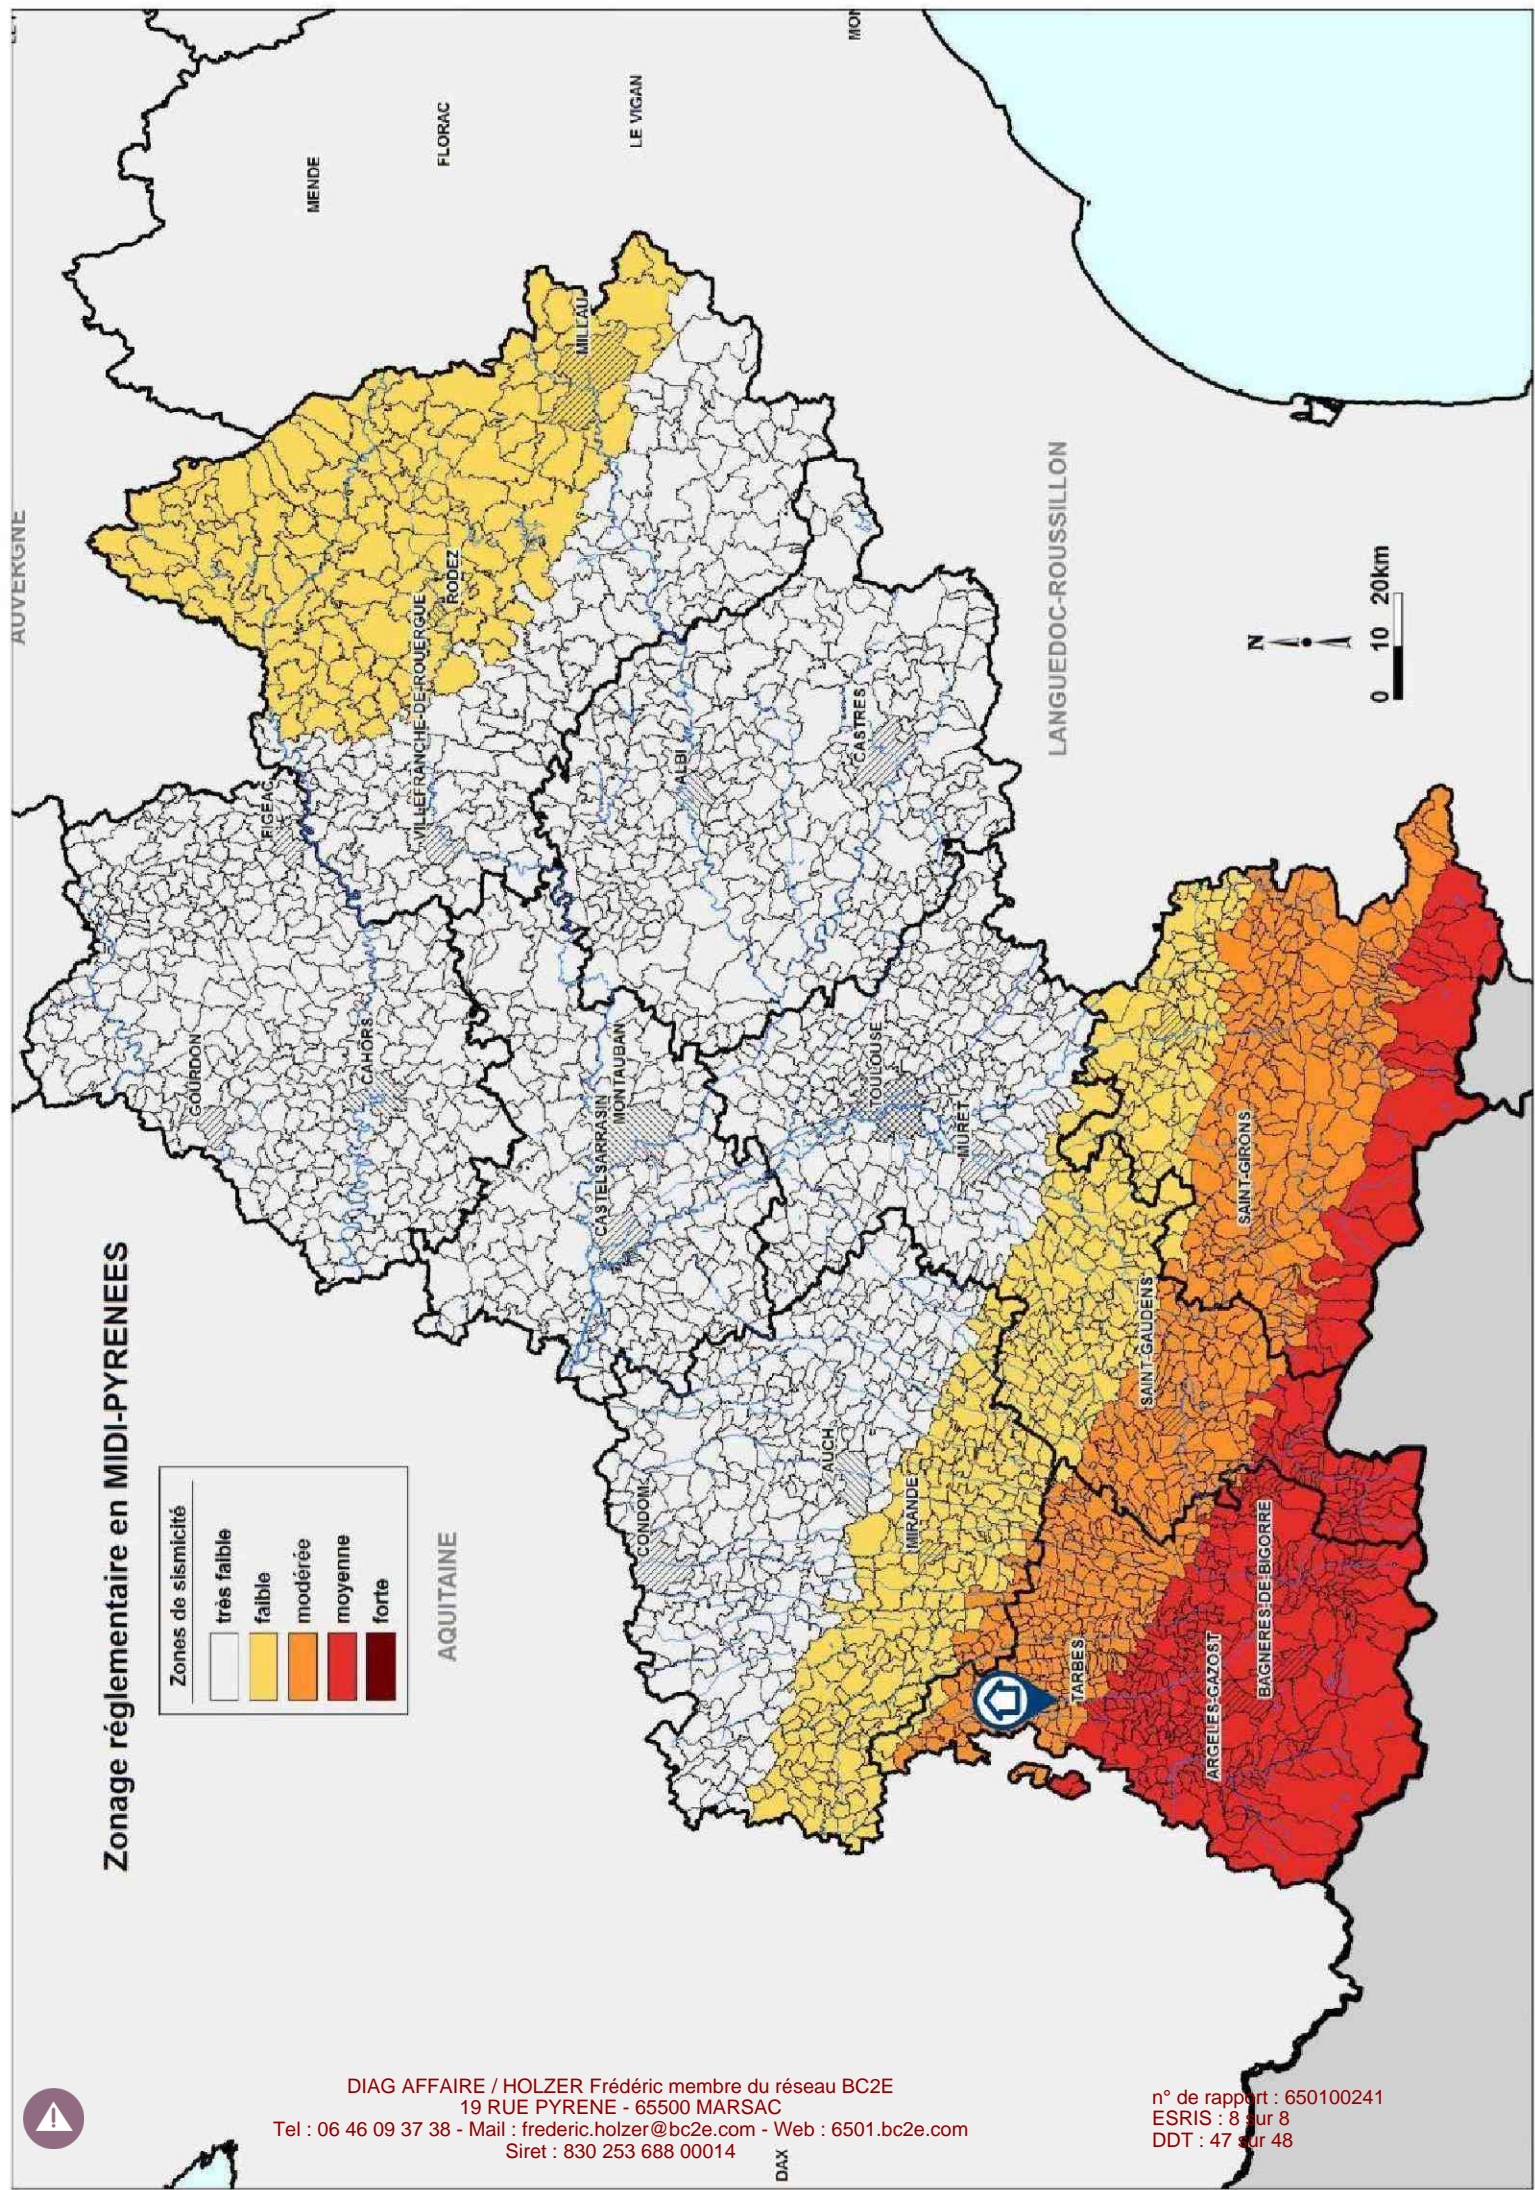 Zonage réglementaire en MIDI-PYRENEES
Zones de sismicité
très faible
faible
modérée
moyenne
forte
AUVERGNE
AQUITAINE
LANGUEDOC-ROUSSILLON
MENDE
FLORAC
LE VIGAN
MILLAU
RODEZ
VILLEFRANCHE-DE-ROUERGUE
FIGEAC
GOURDON
CAHORS
ALBI
CASTRES
MONTAUBAN
CASTELSARRASIN
TOULOUSE
MURET
CONDOM
AUCH
MIRANDE
SAINT-GAUDENS
SAINT-GIRONS
TARBES
ARGELES-GAZOST
BAGNERES-DE-BIGORRE
DAX
MON
N
0 10 20km
DIAG AFFAIRE / HOLZER Frédéric membre du réseau BC2E
19 RUE PYRENE - 65500 MARSAC
Tel : 06 46 09 37 38 - Mail : frederic.holzer@bc2e.com - Web : 6501.bc2e.com
Siret : 830 253 688 00014
n° de rapport : 650100241
ESRIS : 8 sur 8
DDT : 47 sur 48